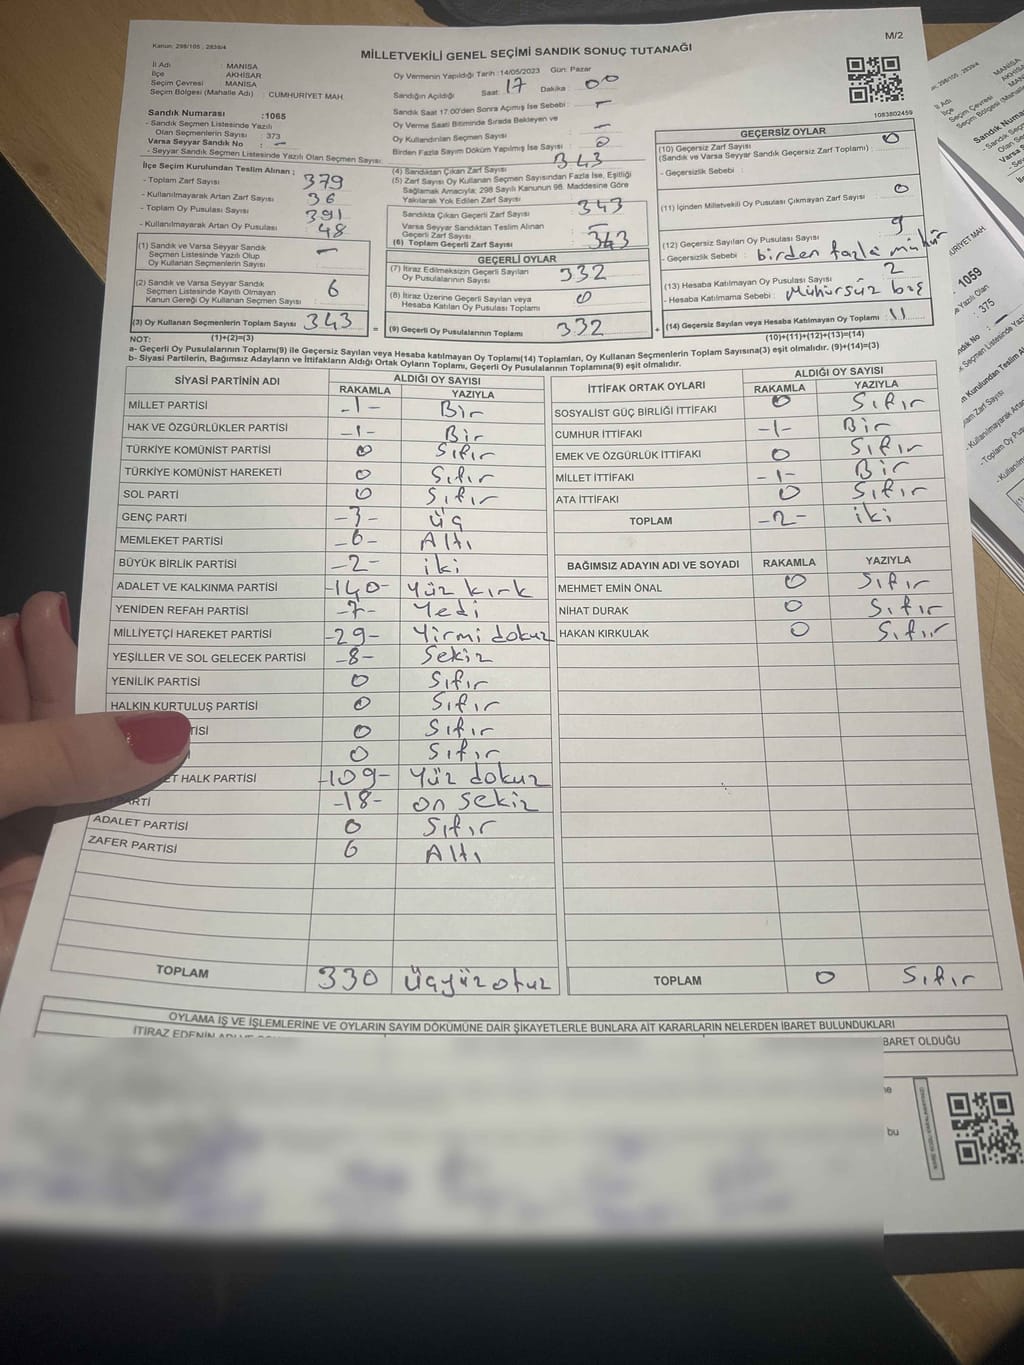 Kanun: 298/105 , 2839/4
M/2
MİLLETVEKİLİ GENEL SEÇİMİ SANDIK SONUÇ TUTANAĞI
İl Adı : MANİSA
İlçe : AKHİSAR
Seçim Çevresi : MANİSA
Seçim Bölgesi (Mahalle Adı) : CUMHURİYET MAH.
Oy Vermenin Yapıldığı Tarih : 14/05/2023 Gün: Pazar
Sandığın Açıldığı Saat: 17 Dakika : 00
Sandık Saat 17:00'den Sonra Açılmış İse Sebebi : -
Oy Verme Saati Bitiminde Sırada Bekleyen ve
Oy Kullandırılan Seçmen Sayısı : -
Birden Fazla Sayım Döküm Yapılmış İse Sayısı : 0
1083802459
Sandık Numarası : 1065
- Sandık Seçmen Listesinde Yazılı
Olan Seçmenlerin Sayısı : 373
Varsa Seyyar Sandık No : -
- Seyyar Sandık Seçmen Listesinde Yazılı Olan Seçmen Sayısı:
İlçe Seçim Kurulundan Teslim Alınan :
- Toplam Zarf Sayısı : 379
- Kullanılmayarak Artan Zarf Sayısı : 36
- Toplam Oy Pusulası Sayısı : 391
- Kullanılmayarak Artan Oy Pusulası : 48
(1) Sandık ve Varsa Seyyar Sandık
Seçmen Listesinde Yazılı Olup
Oy Kullanan Seçmenlerin Sayısı : -
(2) Sandık ve Varsa Seyyar Sandık
Seçmen Listesinde Kayıtlı Olmayan
Kanun Gereği Oy Kullanan Seçmen Sayısı : 6
(3) Oy Kullanan Seçmenlerin Toplam Sayısı : 343 =
(1)+(2)=(3)
(4) Sandıktan Çıkan Zarf Sayısı : 343
(5) Zarf Sayısı Oy Kullanan Seçmen Sayısından Fazla İse, Eşitliği
Sağlamak Amacıyla; 298 Sayılı Kanunun 98. Maddesine Göre
Yakılarak Yok Edilen Zarf Sayısı :
Sandıkta Çıkan Geçerli Zarf Sayısı : 343
Varsa Seyyar Sandıktan Teslim Alınan
Geçerli Zarf Sayısı : -
(6) Toplam Geçerli Zarf Sayısı : 343
GEÇERLİ OYLAR
(7) İtiraz Edilmeksizin Geçerli Sayılan
Oy Pusulalarının Sayısı : 332
(8) İtiraz Üzerine Geçerli Sayılan veya
Hesaba Katılan Oy Pusulası Toplamı : 0
(9) Geçerli Oy Pusulalarının Toplamı : 332 +
GEÇERSİZ OYLAR
(10) Geçersiz Zarf Sayısı : 0
(Sandık ve Varsa Seyyar Sandık Geçersiz Zarf Toplamı)
- Geçersizlik Sebebi :
(11) İçinden Milletvekili Oy Pusulası Çıkmayan Zarf Sayısı : 0
(12) Geçersiz Sayılan Oy Pusulası Sayısı : 9
- Geçersizlik Sebebi : birden fazla mühür
(13) Hesaba Katılmayan Oy Pusulası Sayısı : 2
- Hesaba Katılmama Sebebi : Mühürsüz boş
(14) Geçersiz Sayılan veya Hesaba Katılmayan Oy Toplamı : 11
(10)+(11)+(12)+(13)=(14)
NOT:
a- Geçerli Oy Pusulalarının Toplamı(9) ile Geçersiz Sayılan veya Hesaba katılmayan Oy Toplamı(14) Toplamları, Oy Kullanan Seçmenlerin Toplam Sayısına(3) eşit olmalıdır. (9)+(14)=(3)
b- Siyasi Partilerin, Bağımsız Adayların ve İttifakların Aldığı Ortak Oyların Toplamı, Geçerli Oy Pusulalarının Toplamına(9) eşit olmalıdır.
SİYASİ PARTİNİN ADI ALDIĞI OY SAYISI
RAKAMLA YAZIYLA
MİLLET PARTİSİ -1- Bir
HAK VE ÖZGÜRLÜKLER PARTİSİ -1- Bir
TÜRKİYE KOMÜNİST PARTİSİ 0 Sıfır
TÜRKİYE KOMÜNİST HAREKETİ 0 Sıfır
SOL PARTİ 0 Sıfır
GENÇ PARTİ -3- üç
MEMLEKET PARTİSİ -6- Altı
BÜYÜK BİRLİK PARTİSİ -2- iki
ADALET VE KALKINMA PARTİSİ -140- yüz kırk
YENİDEN REFAH PARTİSİ -7- Yedi
MİLLİYETÇİ HAREKET PARTİSİ -29- Yirmi dokuz
YEŞİLLER VE SOL GELECEK PARTİSİ -8- Sekiz
YENİLİK PARTİSİ 0 Sıfır
HALKIN KURTULUŞ PARTİSİ 0 Sıfır
TİSİ 0 Sıfır
İ 0 Sıfır
ET HALK PARTİSİ -109- Yüz dokuz
ARTİ -18- on sekiz
ADALET PARTİSİ 0 Sıfır
ZAFER PARTİSİ 6 Altı
TOPLAM 330 üçyüzotuz
İTTİFAK ORTAK OYLARI ALDIĞI OY SAYISI
RAKAMLA YAZIYLA
SOSYALİST GÜÇ BİRLİĞİ İTTİFAKI 0 Sıfır
CUMHUR İTTİFAKI -1- Bir
EMEK VE ÖZGÜRLÜK İTTİFAKI 0 Sıfır
MİLLET İTTİFAKI -1- Bir
ATA İTTİFAKI 0 Sıfır
TOPLAM -2- iki
BAĞIMSIZ ADAYIN ADI VE SOYADI RAKAMLA YAZIYLA
MEHMET EMİN ÖNAL 0 Sıfır
NİHAT DURAK 0 Sıfır
HAKAN KIRKULAK 0 Sıfır
TOPLAM 0 Sıfır
OYLAMA İŞ VE İŞLEMLERİNE VE OYLARIN SAYIM DÖKÜMÜNE DAİR ŞİKAYETLERLE BUNLARA AİT KARARLARIN NELERDEN İBARET BULUNDUKLARI
İTİRAZ EDENİN ADI VE
BARET OLDUĞU
bu
MANİSA
AKHİSAR
MANİSA
Sandık Numara
1059
375